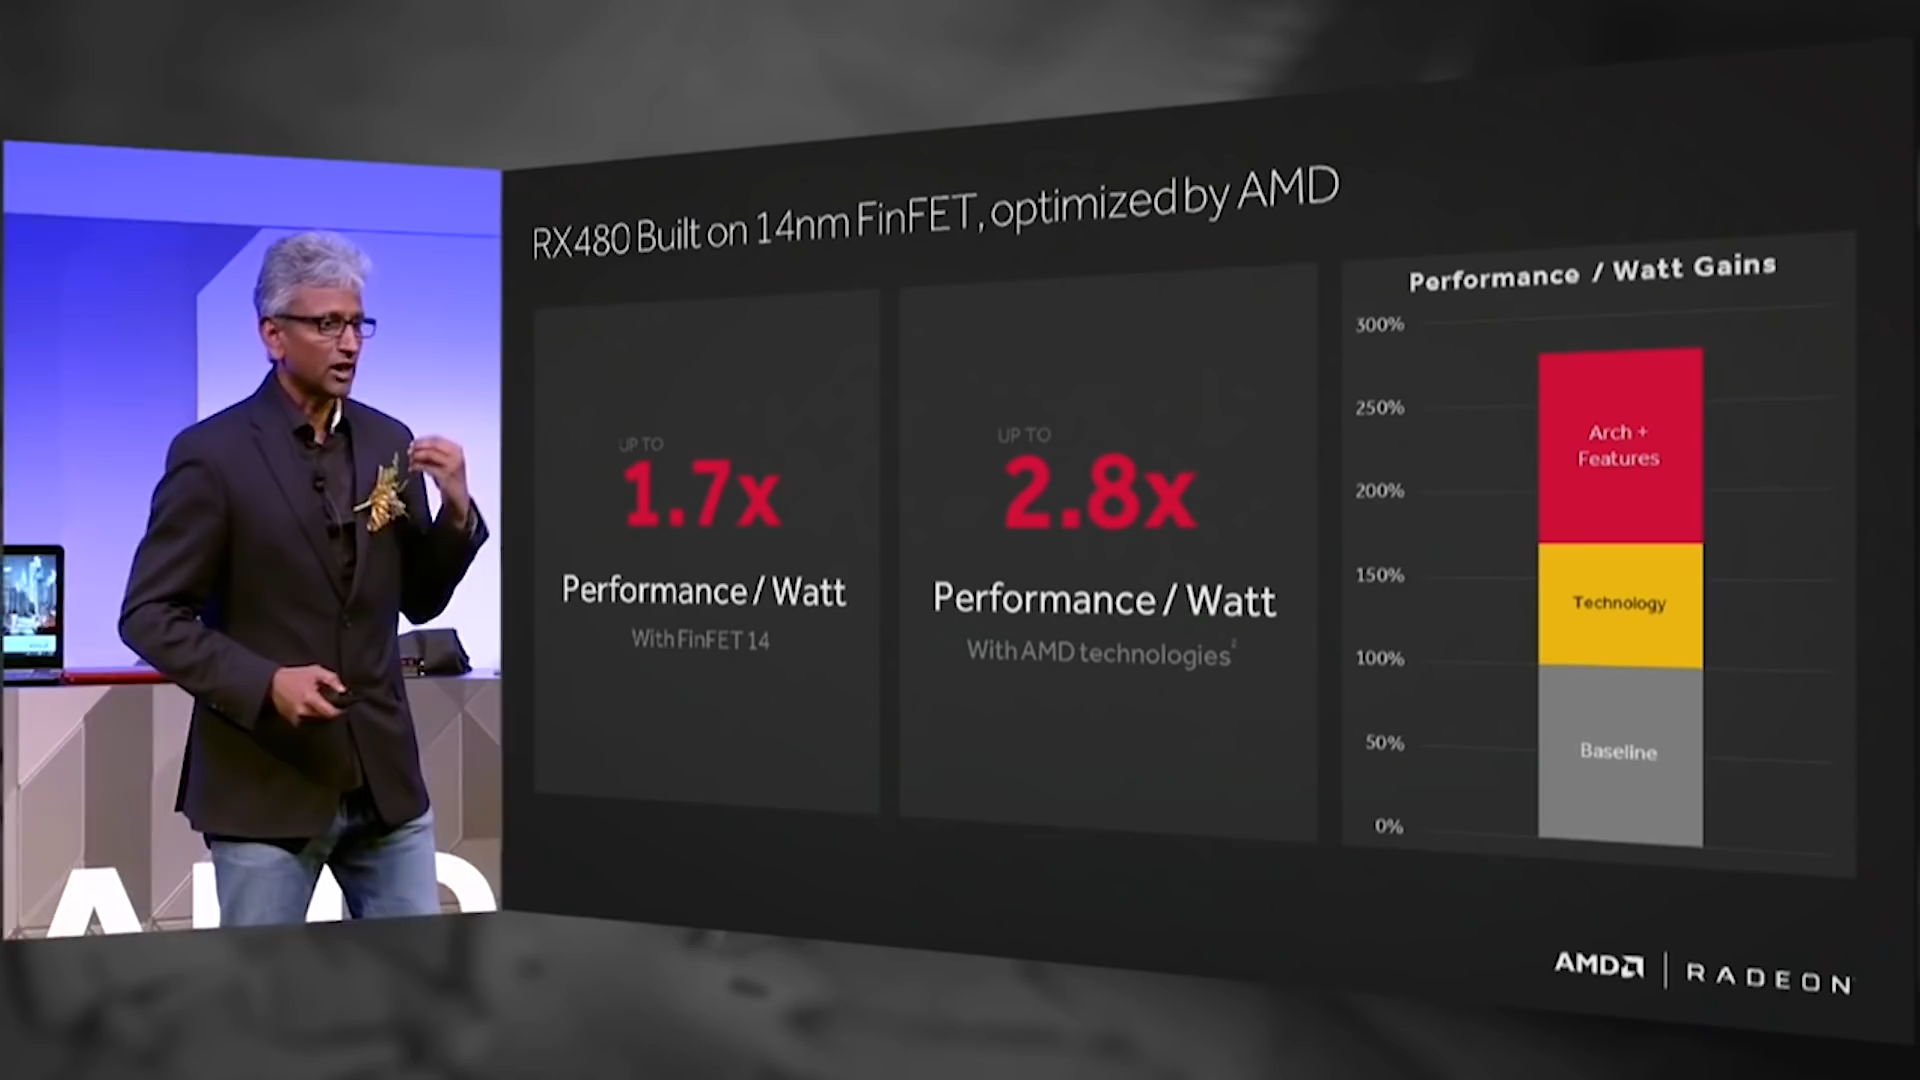 RX480 Built on 14nm FinFET, optimized by AMD
UP TO
1.7x
Performance / Watt
With FinFET 14
UP TO
2.8x
Performance / Watt
With AMD technologies²
Performance / Watt Gains
300%
250%
200%
150%
100%
50%
0%
Arch +
Features
Technology
Baseline
AMD
AMD | RADEON